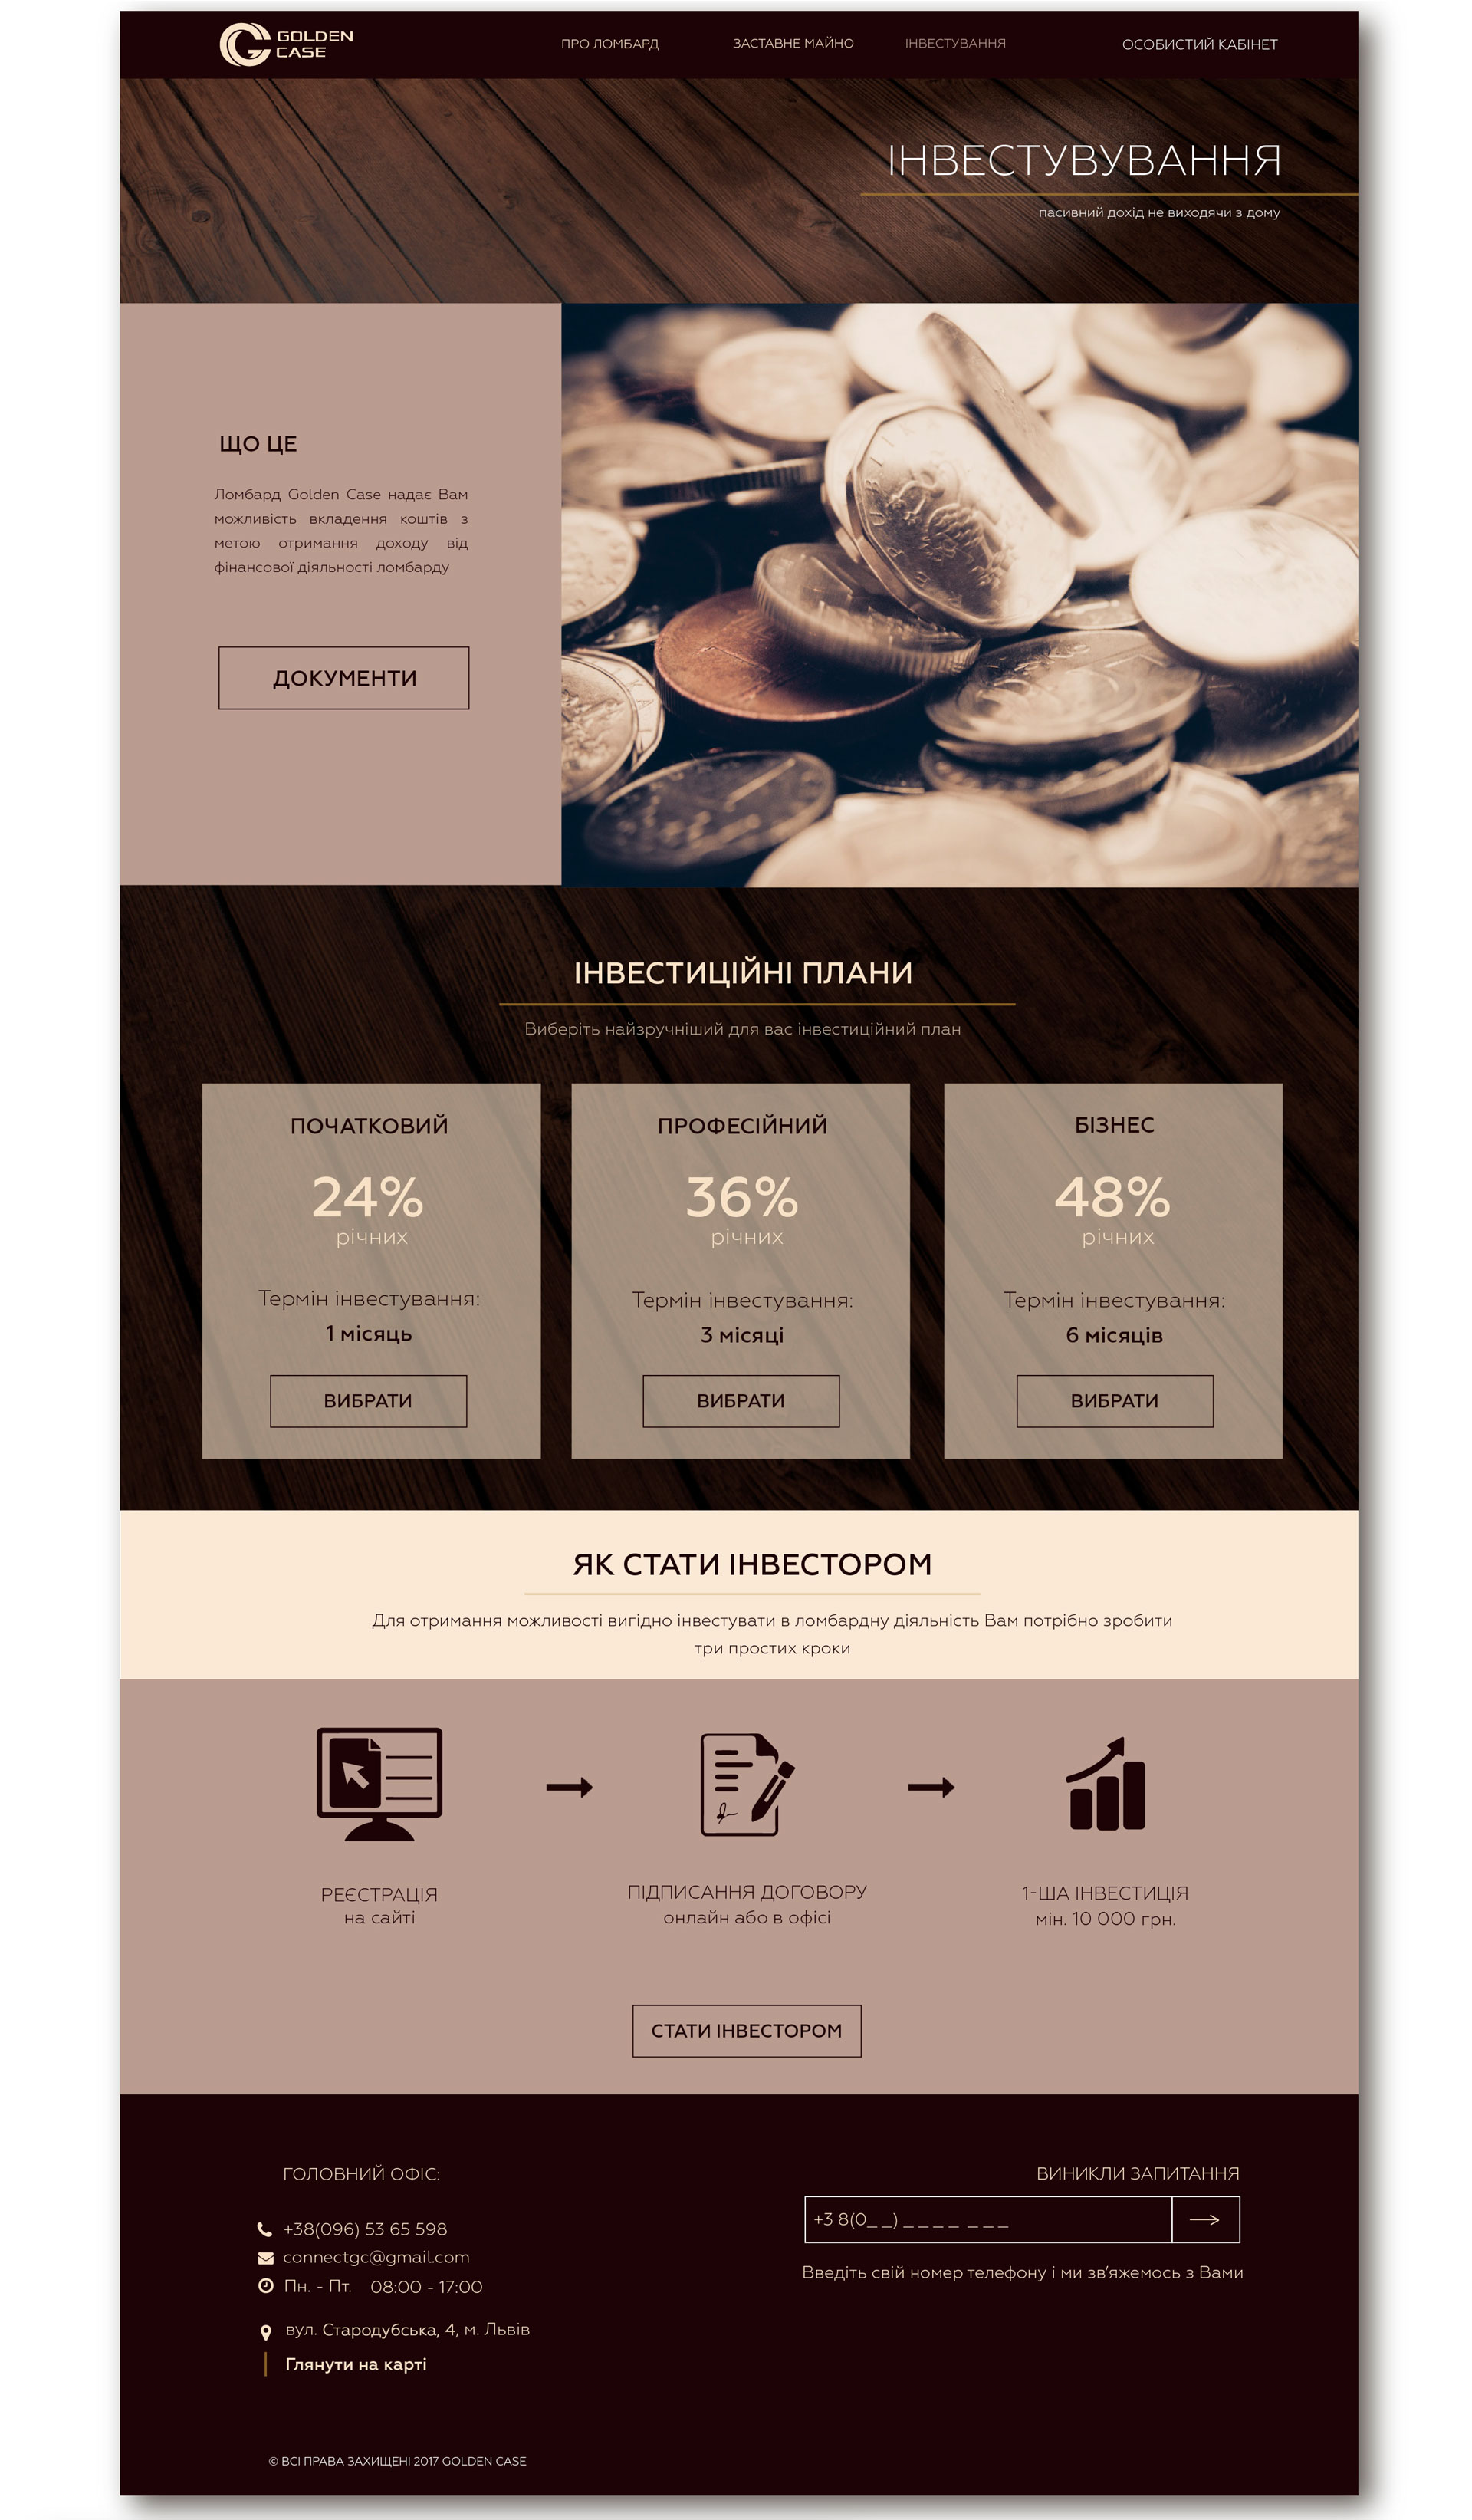 GOLDEN
CASE
ПРО ЛОМБАРД
ЗАСТАВНЕ МАЙНО
ІНВЕСТУВАННЯ
ОСОБИСТИЙ КАБІНЕТ
ІНВЕСТУВУВАННЯ
пасивний дохід не виходячи з дому
ЩО ЦЕ
Ломбард Golden Case надає Вам
можливість вкладення коштів з
метою отримання доходу від
фінансової діяльності ломбарду
ДОКУМЕНТИ
ІНВЕСТИЦІЙНІ ПЛАНИ
Виберіть найзручніший для вас інвестиційний план
ПОЧАТКОВИЙ
24%
річних
Термін інвестування:
1 місяць
ВИБРАТИ
ПРОФЕСІЙНИЙ
36%
річних
Термін інвестування:
3 місяці
ВИБРАТИ
БІЗНЕС
48%
річних
Термін інвестування:
6 місяців
ВИБРАТИ
ЯК СТАТИ ІНВЕСТОРОМ
Для отримання можливості вигідно інвестувати в ломбардну діяльність Вам потрібно зробити
три простих кроки
РЕЄСТРАЦІЯ
на сайті
ПІДПИСАННЯ ДОГОВОРУ
онлайн або в офісі
1-ША ІНВЕСТИЦІЯ
мін. 10 000 грн.
СТАТИ ІНВЕСТОРОМ
ГОЛОВНИЙ ОФІС:
+38(096) 53 65 598
connectgc@gmail.com
Пн. - Пт. 08:00 - 17:00
вул. Стародубська, 4, м. Львів
Глянути на карті
ВИНИКЛИ ЗАПИТАННЯ
+3 8(0_ _) _ _ _ _ _ _ _
Введіть свій номер телефону і ми зв'яжемось з Вами
© ВСІ ПРАВА ЗАХИЩЕНІ 2017 GOLDEN CASE